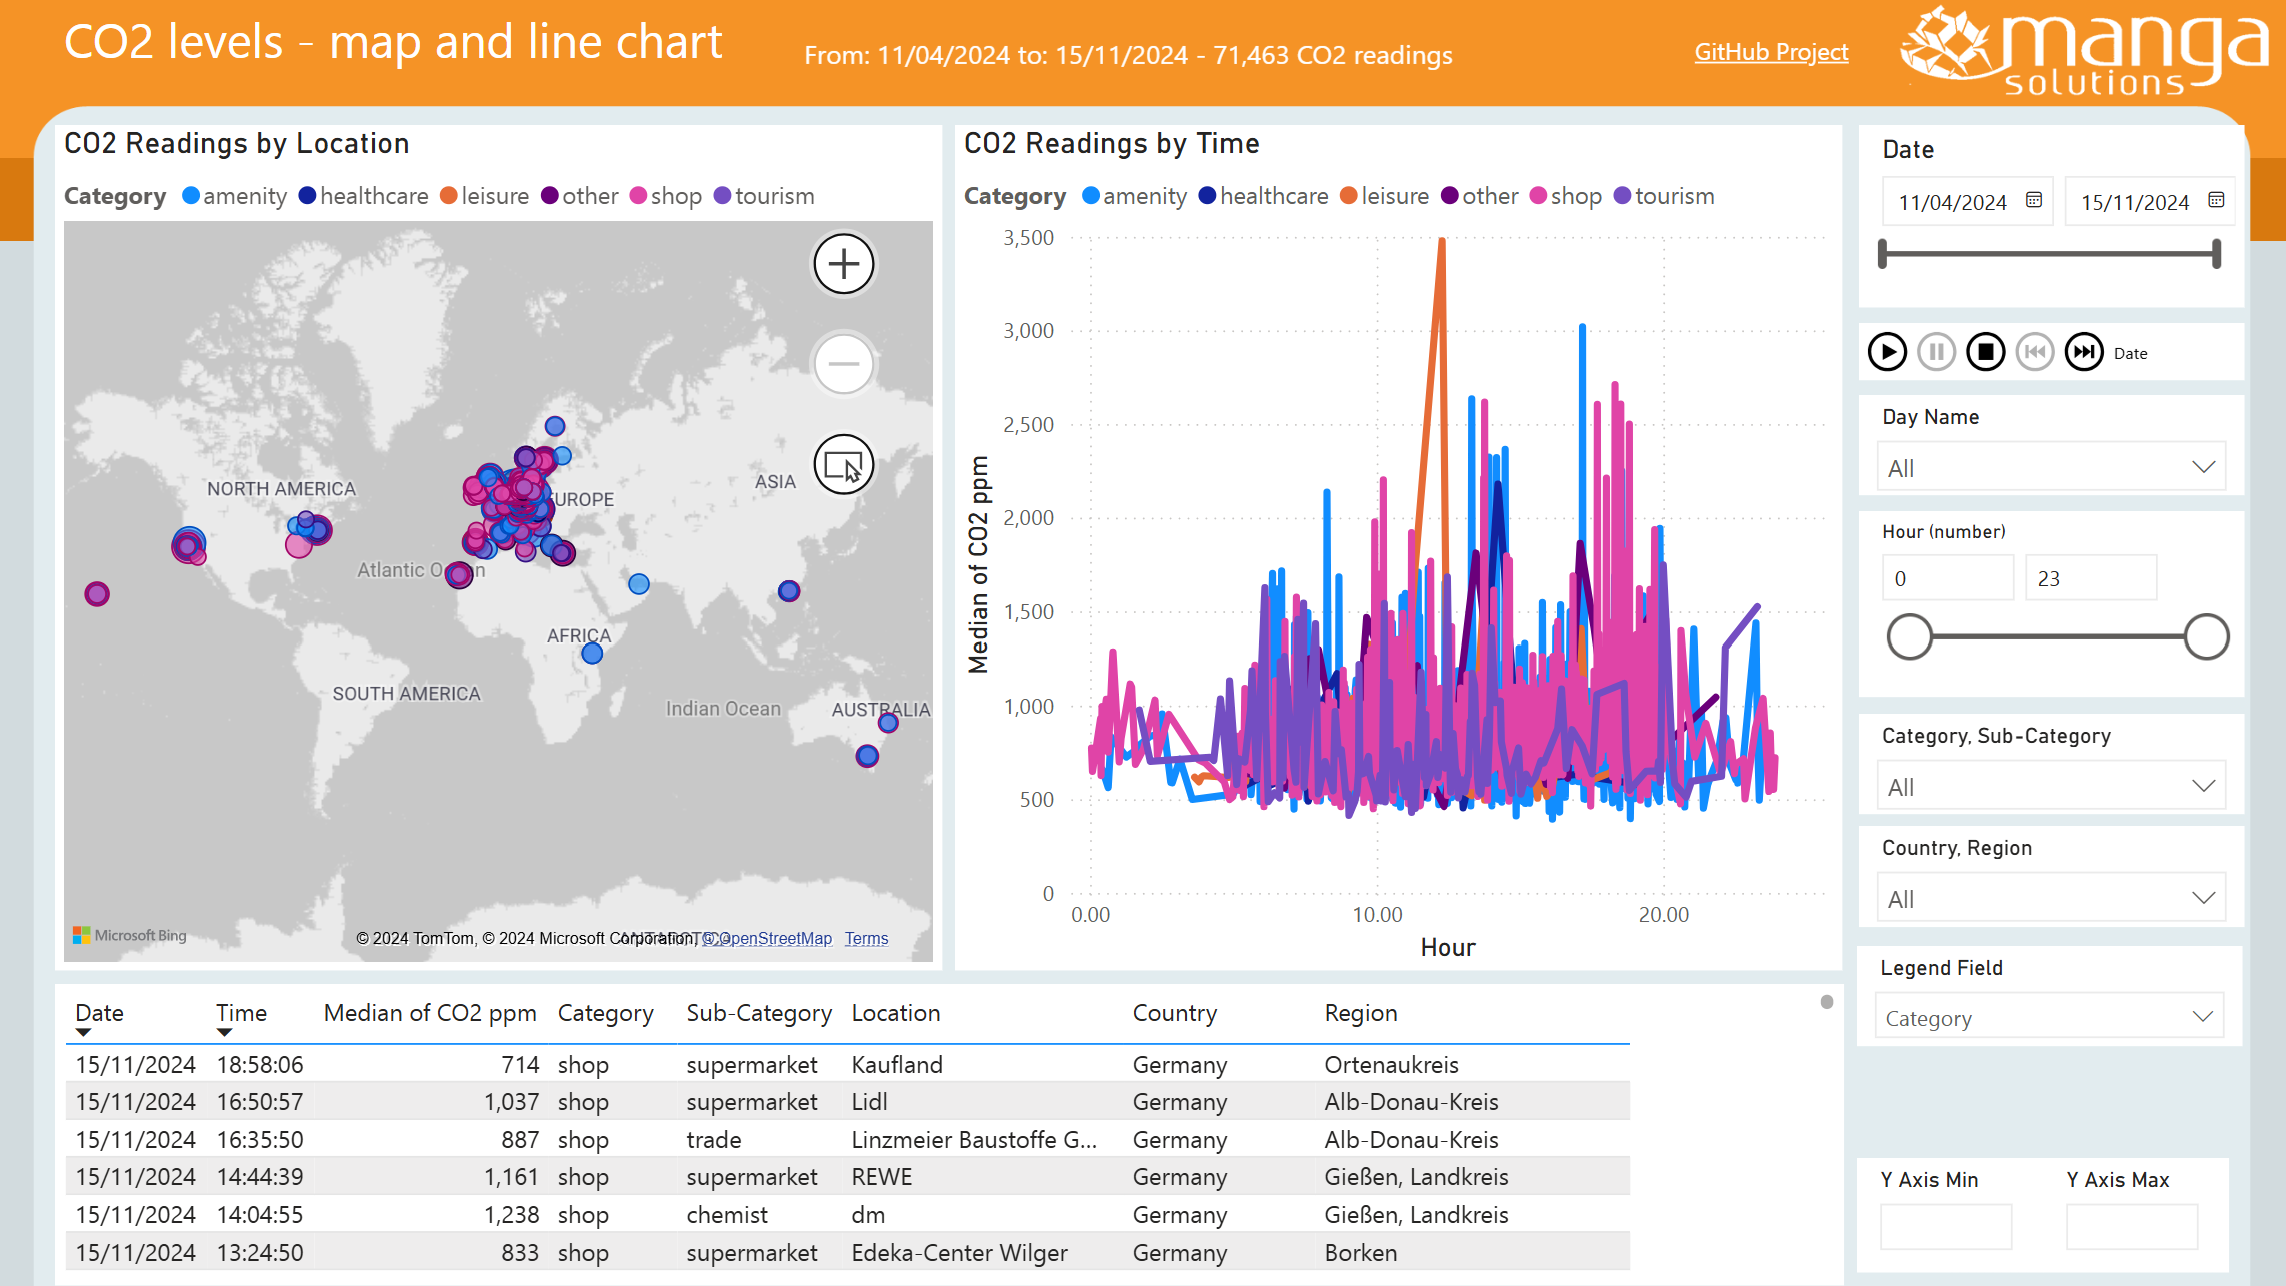 CO2 levels - map and line chart
From: 11/04/2024 to: 15/11/2024 - 71,463 CO2 readings
GitHub Project
manga
solutions
CO2 Readings by Location
Category amenity healthcare leisure other shop tourism
NORTH AMERICA
EUROPE
ASIA
Atlantic Ocean
AFRICA
SOUTH AMERICA
Indian Ocean
AUSTRALIA
Microsoft Bing
© 2024 TomTom, © 2024 Microsoft Corporation, © OpenStreetMap Terms
CO2 Readings by Time
Category amenity healthcare leisure other shop tourism
Median of CO2 ppm
3,500
3,000
2,500
2,000
1,500
1,000
500
0
0.00 10.00 20.00
Hour
Date
11/04/2024 15/11/2024
Date
Day Name
All
Hour (number)
0 23
Category, Sub-Category
All
Country, Region
All
Legend Field
Category
Y Axis Min Y Axis Max
Date Time Median of CO2 ppm Category Sub-Category Location Country Region
15/11/2024 18:58:06 714 shop supermarket Kaufland Germany Ortenaukreis
15/11/2024 16:50:57 1,037 shop supermarket Lidl Germany Alb-Donau-Kreis
15/11/2024 16:35:50 887 shop trade Linzmeier Baustoffe G... Germany Alb-Donau-Kreis
15/11/2024 14:44:39 1,161 shop supermarket REWE Germany Gießen, Landkreis
15/11/2024 14:04:55 1,238 shop chemist dm Germany Gießen, Landkreis
15/11/2024 13:24:50 833 shop supermarket Edeka-Center Wilger Germany Borken